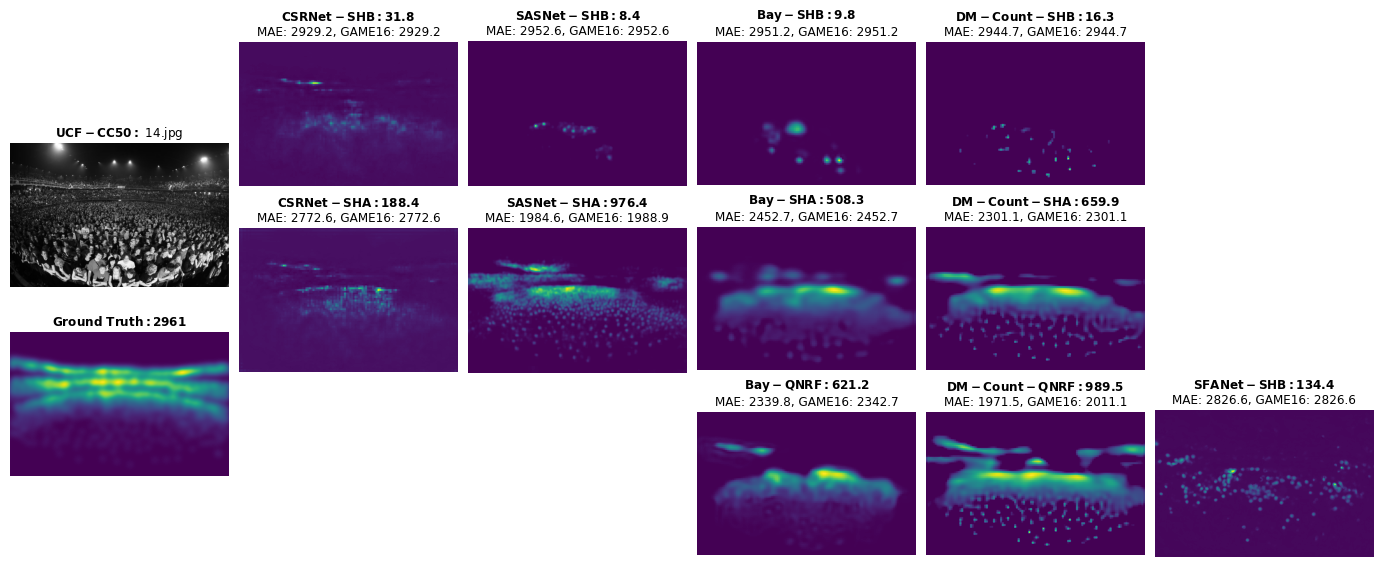 CSRNet − SHB : 31.8
MAE: 2929.2, GAME16: 2929.2
SASNet − SHB : 8.4
MAE: 2952.6, GAME16: 2952.6
Bay − SHB : 9.8
MAE: 2951.2, GAME16: 2951.2
DM − Count − SHB : 16.3
MAE: 2944.7, GAME16: 2944.7
UCF − CC50 : 14.jpg
CSRNet − SHA : 188.4
MAE: 2772.6, GAME16: 2772.6
SASNet − SHA : 976.4
MAE: 1984.6, GAME16: 1988.9
Bay − SHA : 508.3
MAE: 2452.7, GAME16: 2452.7
DM − Count − SHA : 659.9
MAE: 2301.1, GAME16: 2301.1
Ground Truth : 2961
Bay − QNRF : 621.2
MAE: 2339.8, GAME16: 2342.7
DM − Count − QNRF : 989.5
MAE: 1971.5, GAME16: 2011.1
SFANet − SHB : 134.4
MAE: 2826.6, GAME16: 2826.6